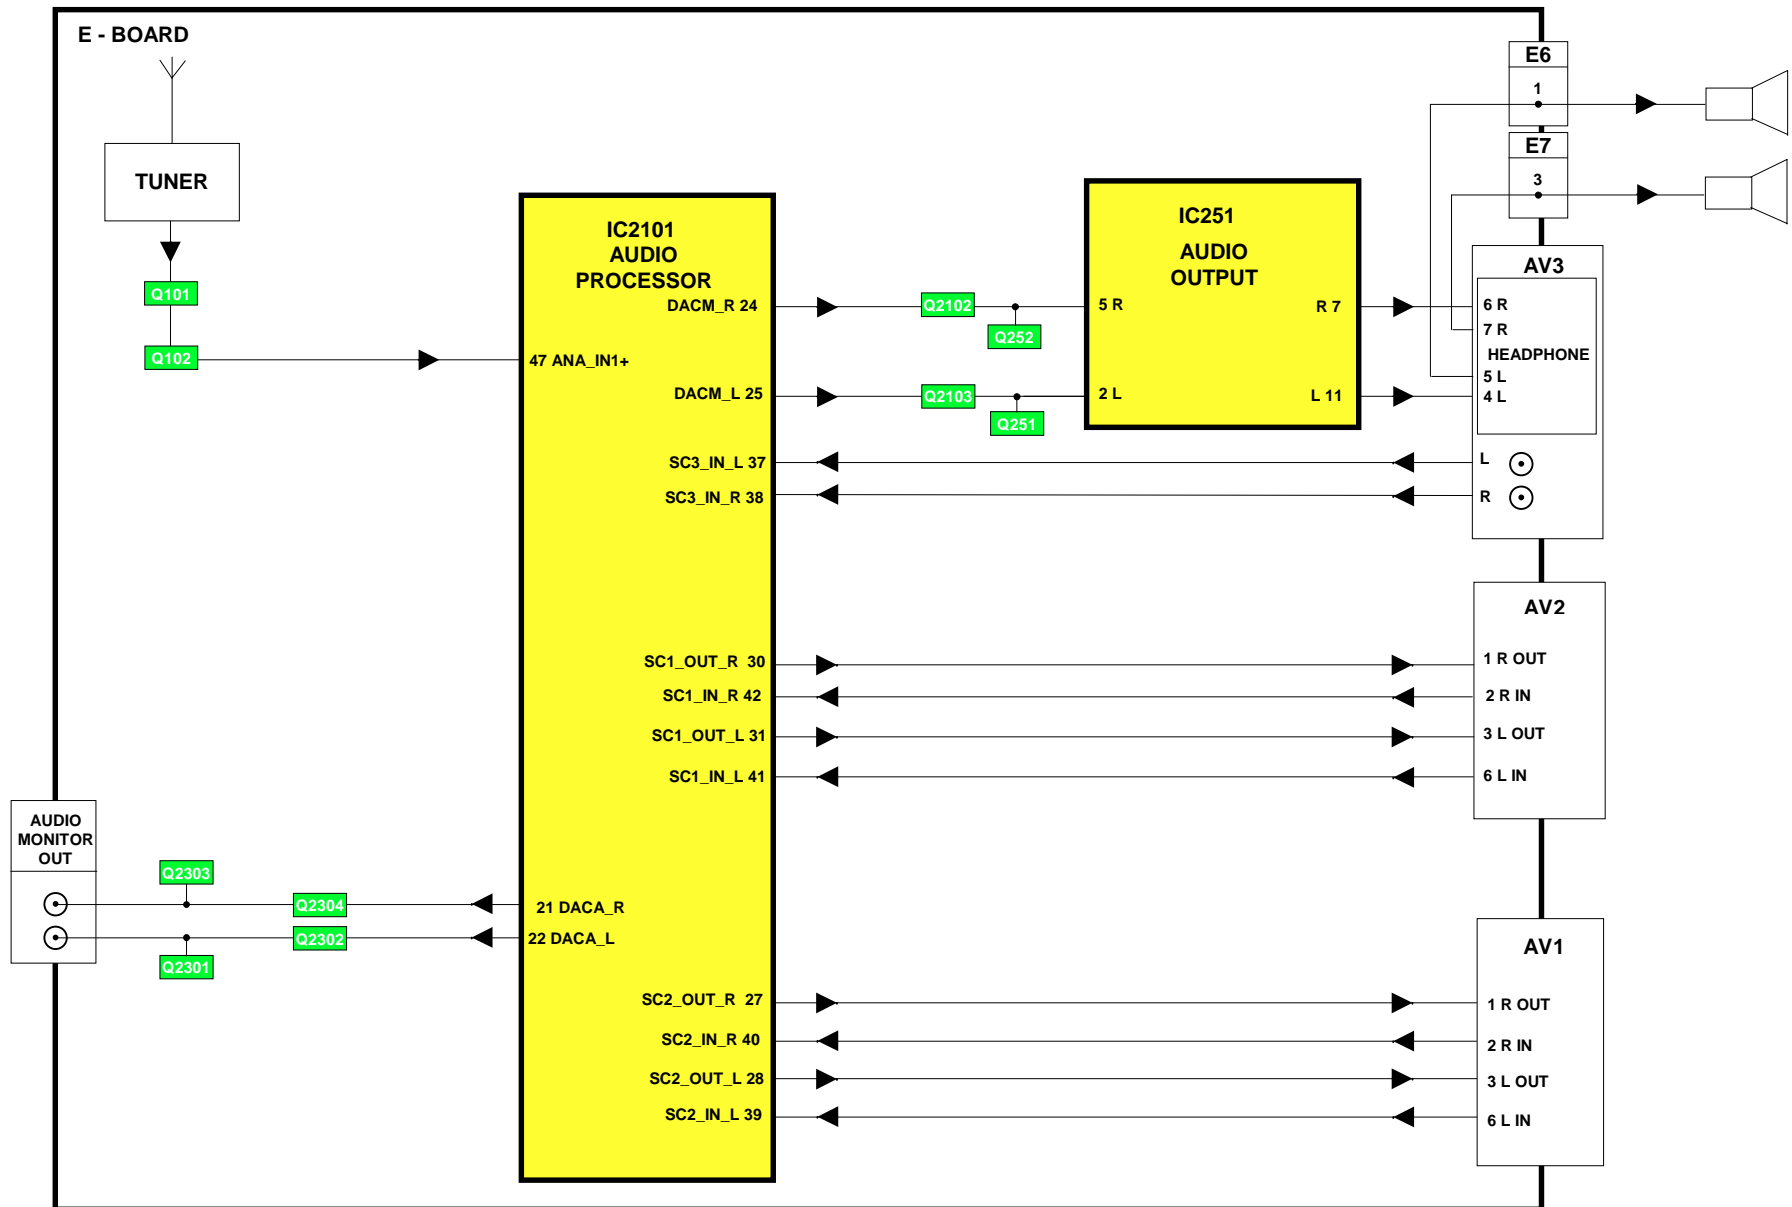 E - BOARD
TUNER
Q101
Q102
IC2101
AUDIO
PROCESSOR
DACM_R 24
47 ANA_IN1+
DACM_L 25
SC3_IN_L 37
SC3_IN_R 38
SC1_OUT_R 30
SC1_IN_R 42
SC1_OUT_L 31
SC1_IN_L 41
21 DACA_R
22 DACA_L
SC2_OUT_R 27
SC2_IN_R 40
SC2_OUT_L 28
SC2_IN_L 39
AUDIO
MONITOR
OUT
Q2303
Q2304
Q2302
Q2301
Q2102
Q252
Q2103
Q251
IC251
AUDIO
OUTPUT
5 R
R 7
2 L
L 11
E6
1
E7
3
AV3
6 R
7 R
HEADPHONE
5 L
4 L
L
R
AV2
1 R OUT
2 R IN
3 L OUT
6 L IN
AV1
1 R OUT
2 R IN
3 L OUT
6 L IN